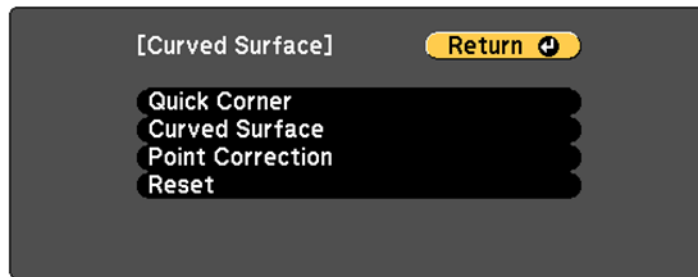 [Curved Surface]
Return
Quick Corner
Curved Surface
Point Correction
Reset